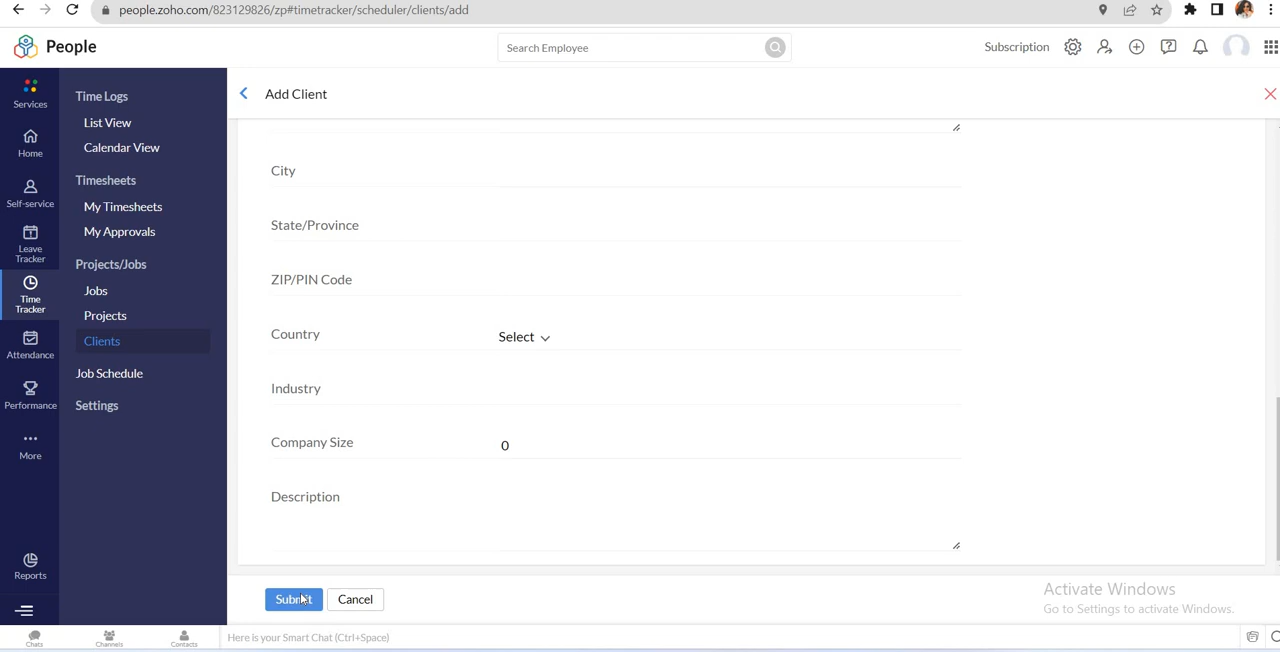 people.zoho.com/823129826/zp#timetracker/scheduler/clients/add
People
Search Employee
Subscription
Services
Home
Self-service
Leave
Tracker
Time
Tracker
Attendance
Performance
More
Reports
Time Logs
List View
Calendar View
Timesheets
My Timesheets
My Approvals
Projects/Jobs
Jobs
Projects
Clients
Job Schedule
Settings
Add Client
City
State/Province
ZIP/PIN Code
Country Select
Industry
Company Size 0
Description
Submit Cancel
Activate Windows
Go to Settings to activate Windows.
Chats Channels Contacts Here is your Smart Chat (Ctrl+Space)